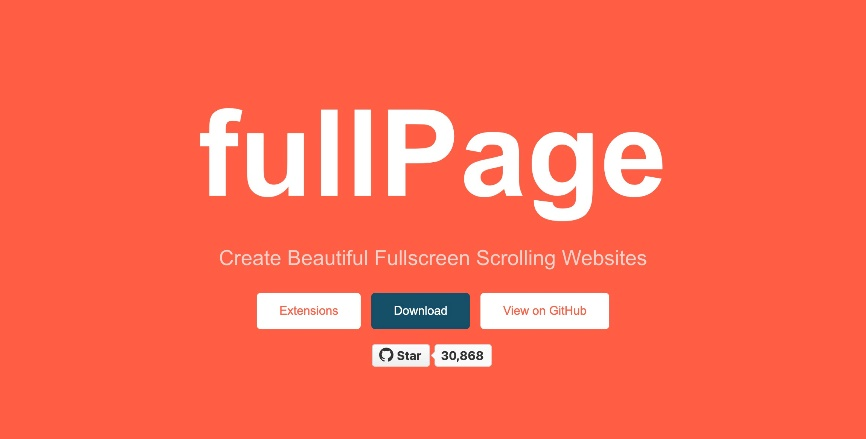 fullPage
Create Beautiful Fullscreen Scrolling Websites
Extensions Download View on GitHub
Star 30,868